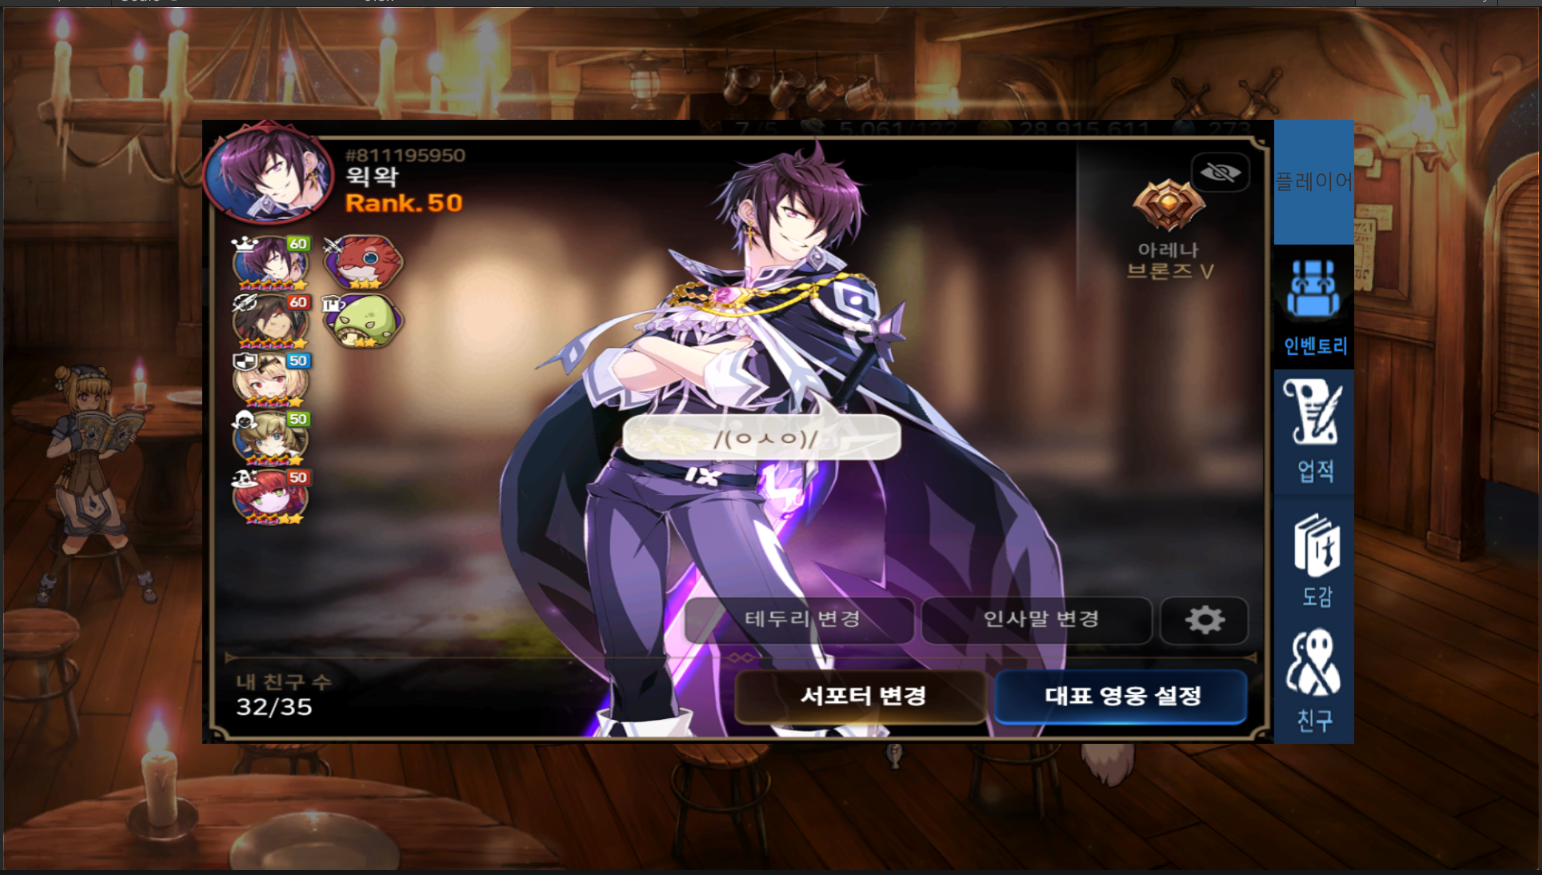 #811195950
윅왁
Rank. 50
60
60
50
50
50
아레나
브론즈 V
/(ㅇㅅㅇ)/
테두리 변경
인사말 변경
내 친구 수
32/35
서포터 변경
대표 영웅 설정
플레이어
인벤토리
업적
도감
친구